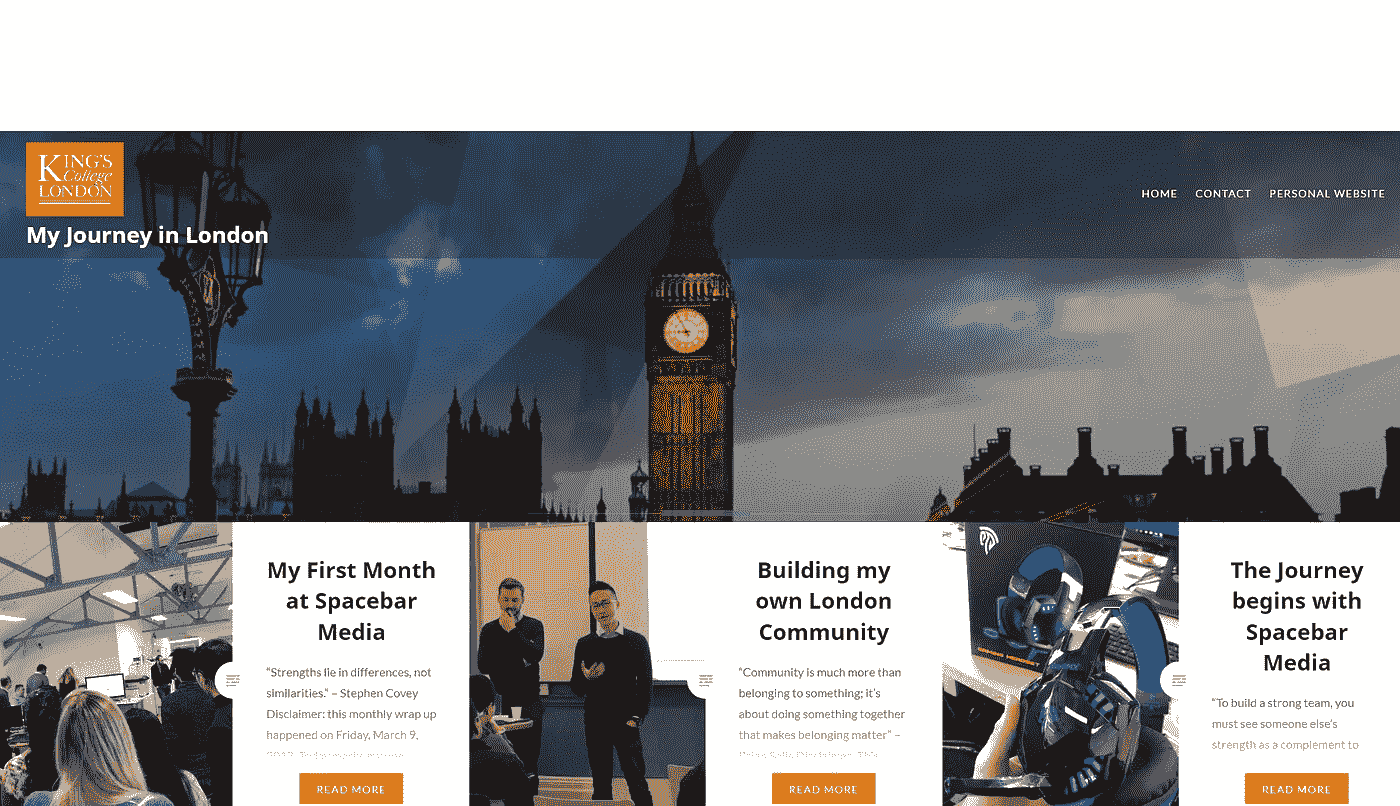 KING'S
College
LONDON
My Journey in London
HOME CONTACT PERSONAL WEBSITE
My First Month
at Spacebar
Media
“Strengths lie in differences, not
similarities.” – Stephen Covey
Disclaimer: this monthly wrap up
happened on Friday, March 9,
READ MORE
Building my
own London
Community
“Community is much more than
belonging to something; it’s
about doing something together
that makes belonging matter” –
READ MORE
The Journey
begins with
Spacebar
Media
“To build a strong team, you
must see someone else’s
strength as a complement to
READ MORE